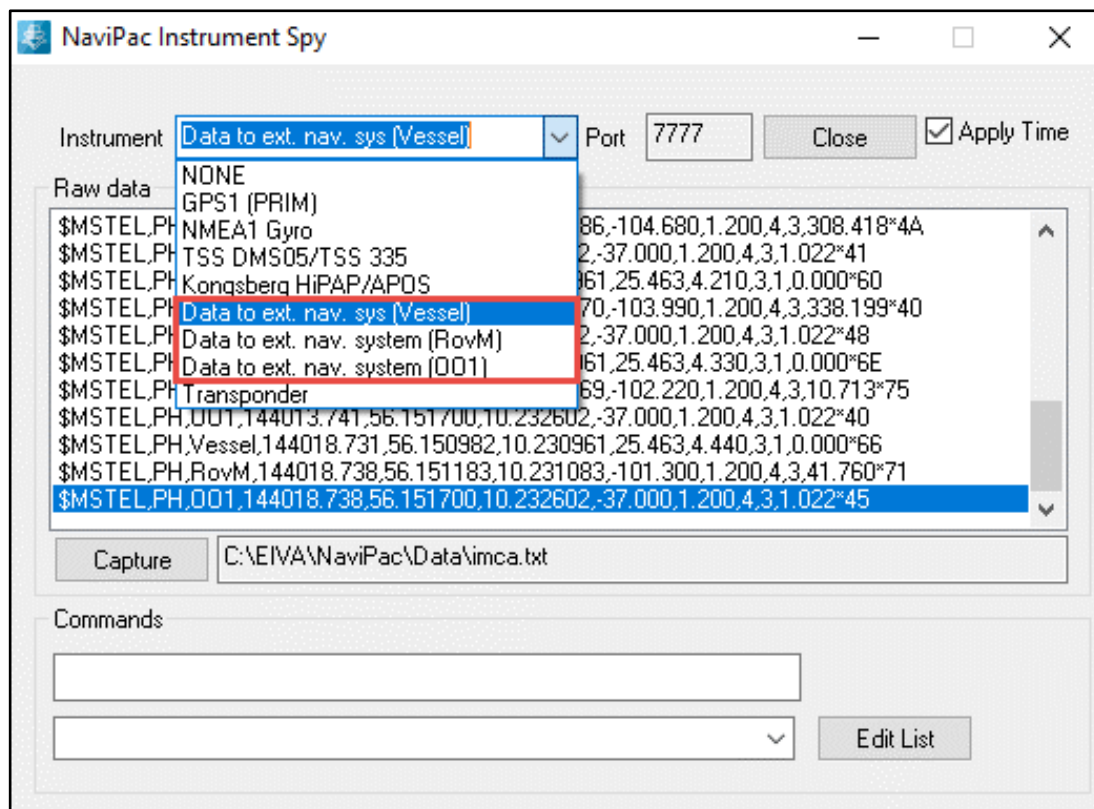 NaviPac Instrument Spy
Instrument Data to ext. nav. sys (Vessel) Port 7777 Close Apply Time
NONE
GPS1 (PRIM)
NMEA1 Gyro
TSS DMS05/TSS 335
Kongsberg HiPAP/APOS
Data to ext. nav. sys (Vessel)
Data to ext. nav. system (RovM)
Data to ext. nav. system (OO1)
Transponder
Raw data
$MSTEL,PH 86,-104.680,1.200,4,3,308.418*4A
$MSTEL,PH 2,-37.000,1.200,4,3,1.022*41
$MSTEL,PH 961,25.463,4.210,3,1,0.000*60
$MSTEL,PH 70,-103.990,1.200,4,3,338.199*40
$MSTEL,PH 2,-37.000,1.200,4,3,1.022*48
$MSTEL,PH 961,25.463,4.330,3,1,0.000*6E
$MSTEL,PH 69,-102.220,1.200,4,3,10.713*75
$MSTEL,PH,OO1,144013.741,56.151700,10.232602,-37.000,1.200,4,3,1.022*40
$MSTEL,PH,Vessel,144018.731,56.150982,10.230961,25.463,4.440,3,1,0.000*66
$MSTEL,PH,RovM,144018.738,56.151183,10.231083,-101.300,1.200,4,3,41.760*71
$MSTEL,PH,OO1,144018.738,56.151700,10.232602,-37.000,1.200,4,3,1.022*45
Capture C:\EIVA\NaviPac\Data\imca.txt
Commands
Edit List